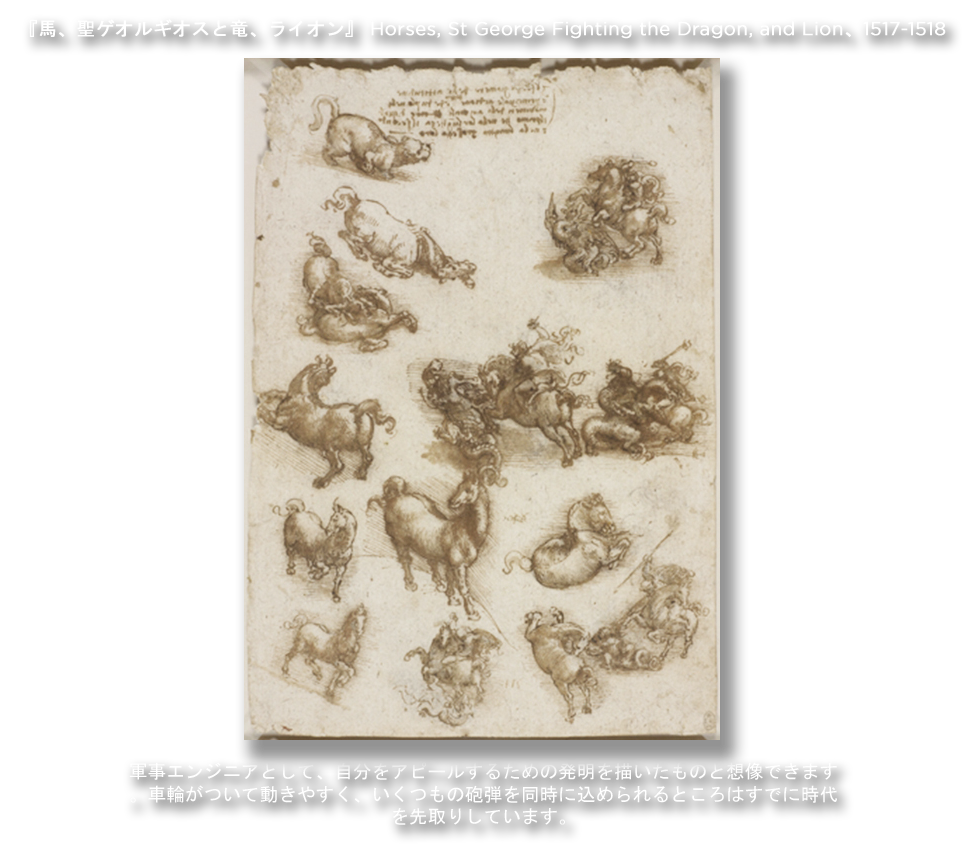 『馬、聖ゲオルギオスと竜、ライオン』 Horses, St George Fighting the Dragon, and Lion、1517-1518
軍事エンジニアとして、自分をアピールするための発明を描いたものと想像できます
。車輪がついて動きやすく、いくつもの砲弾を同時に込められるところはすでに時代
を先取りしています。